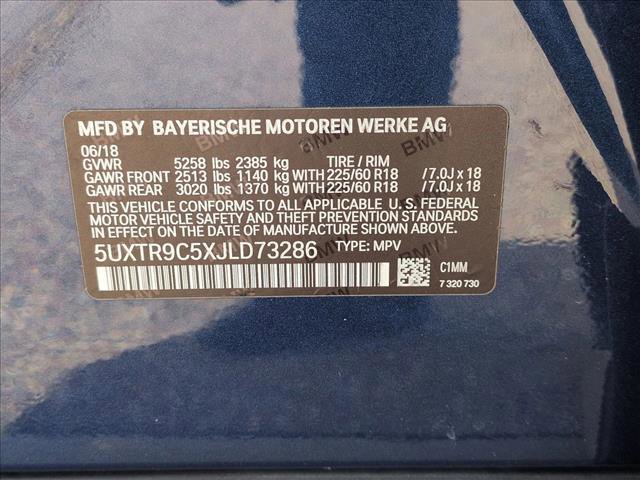 MFD BY BAYERISCHE MOTOREN WERKE AG
06/18
GVWR 5258 lbs 2385 kg TIRE / RIM
GAWR FRONT 2513 lbs 1140 kg WITH 225/60 R18 /7.0J x 18
GAWR REAR 3020 lbs 1370 kg WITH 225/60 R18 /7.0J x 18
THIS VEHICLE CONFORMS TO ALL APPLICABLE U.S. FEDERAL
MOTOR VEHICLE SAFETY AND THEFT PREVENTION
STANDARDS IN EFFECT ON THE DATE OF MANUFACTURE SHOWN ABOVE.
5UXTR9C5XJLD73286 TYPE: MPV
C1MM
7 320 730